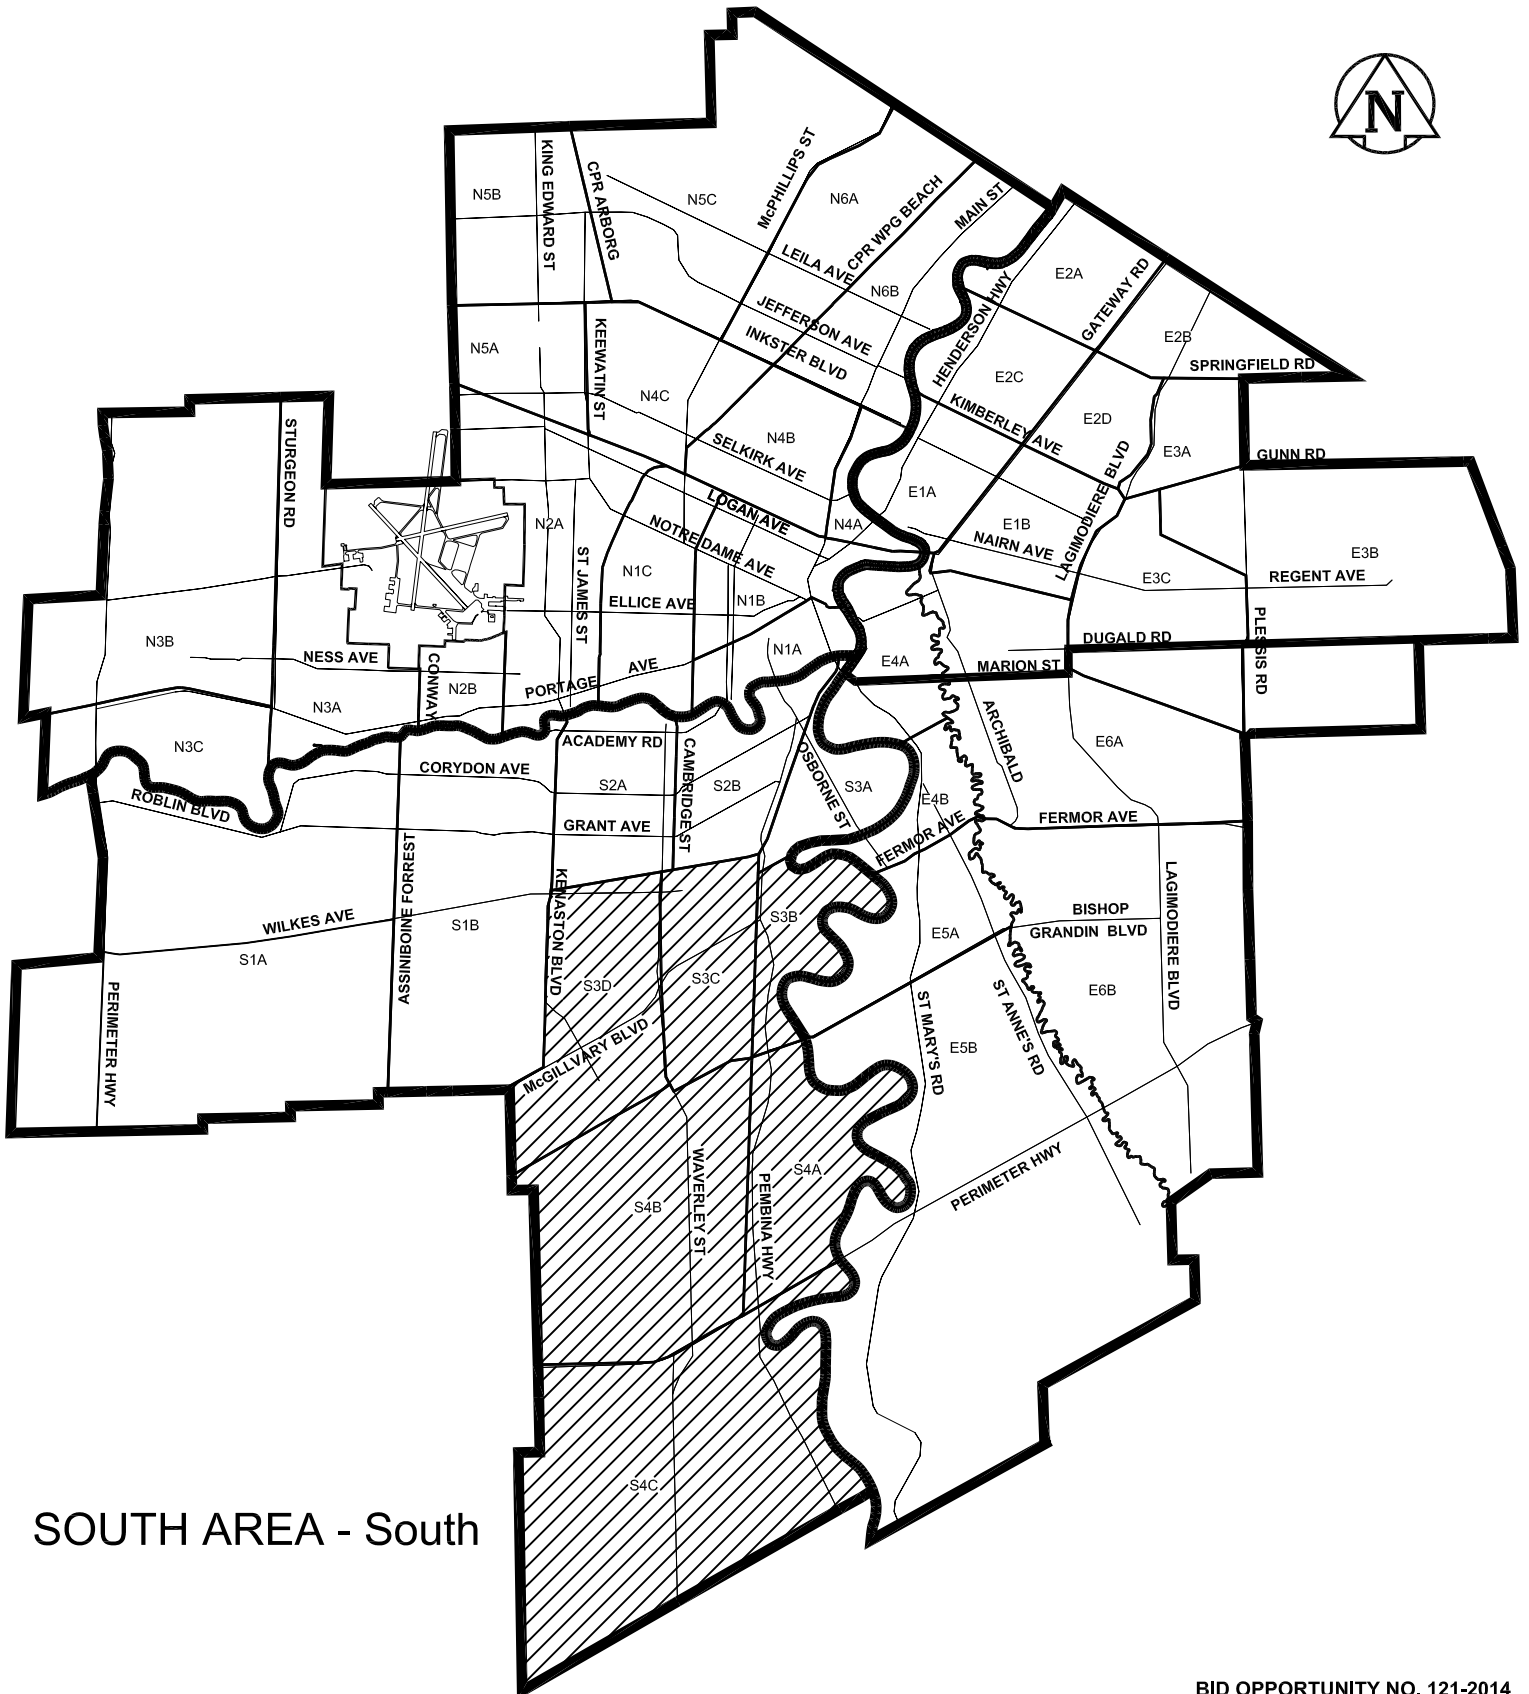 N
McPHILLIPS ST
KING EDWARD ST
CPR ARBORG
N5B
N5C
N6A
CPR WPG BEACH
MAIN ST
LEILA AVE
N6B
E2A
GATEWAY RD
HENDERSON HWY
JEFFERSON AVE
INKSTER BLVD
E2B
SPRINGFIELD RD
N5A
KEEWATIN ST
N4C
E2C
KIMBERLEY AVE
E2D
N4B
SELKIRK AVE
LAGIMODIERE BLVD
E3A
GUNN RD
STURGEON RD
E1A
LOGAN AVE
N4A
E1B
N2A
NOTRE DAME AVE
NAIRN AVE
E3B
ST JAMES ST
N1C
E3C
REGENT AVE
ELLICE AVE
N1B
PLESSIS RD
N3B
DUGALD RD
NESS AVE
CONWAY
N1A
E4A
MARION ST
AVE
N2B
PORTAGE
N3A
ARCHIBALD
N3C
ACADEMY RD
CAMBRIDGE ST
OSBORNE ST
E6A
CORYDON AVE
S2A
S2B
S3A
ROBLIN BLVD
E4B
GRANT AVE
FERMOR AVE
FERMOR AVE
ASSINIBOINE FORREST
KENASTON BLVD
LAGIMODIERE BLVD
WILKES AVE
S1B
S3B
BISHOP
GRANDIN BLVD
E5A
S1A
S3D
S3C
PERIMETER HWY
ST MARY'S RD
ST ANNE'S RD
E6B
McGILLVARY BLVD
E5B
WAVERLEY ST
PEMBINA HWY
S4A
PERIMETER HWY
S4B
S4C
SOUTH AREA - South
BID OPPORTUNITY NO. 121-2014